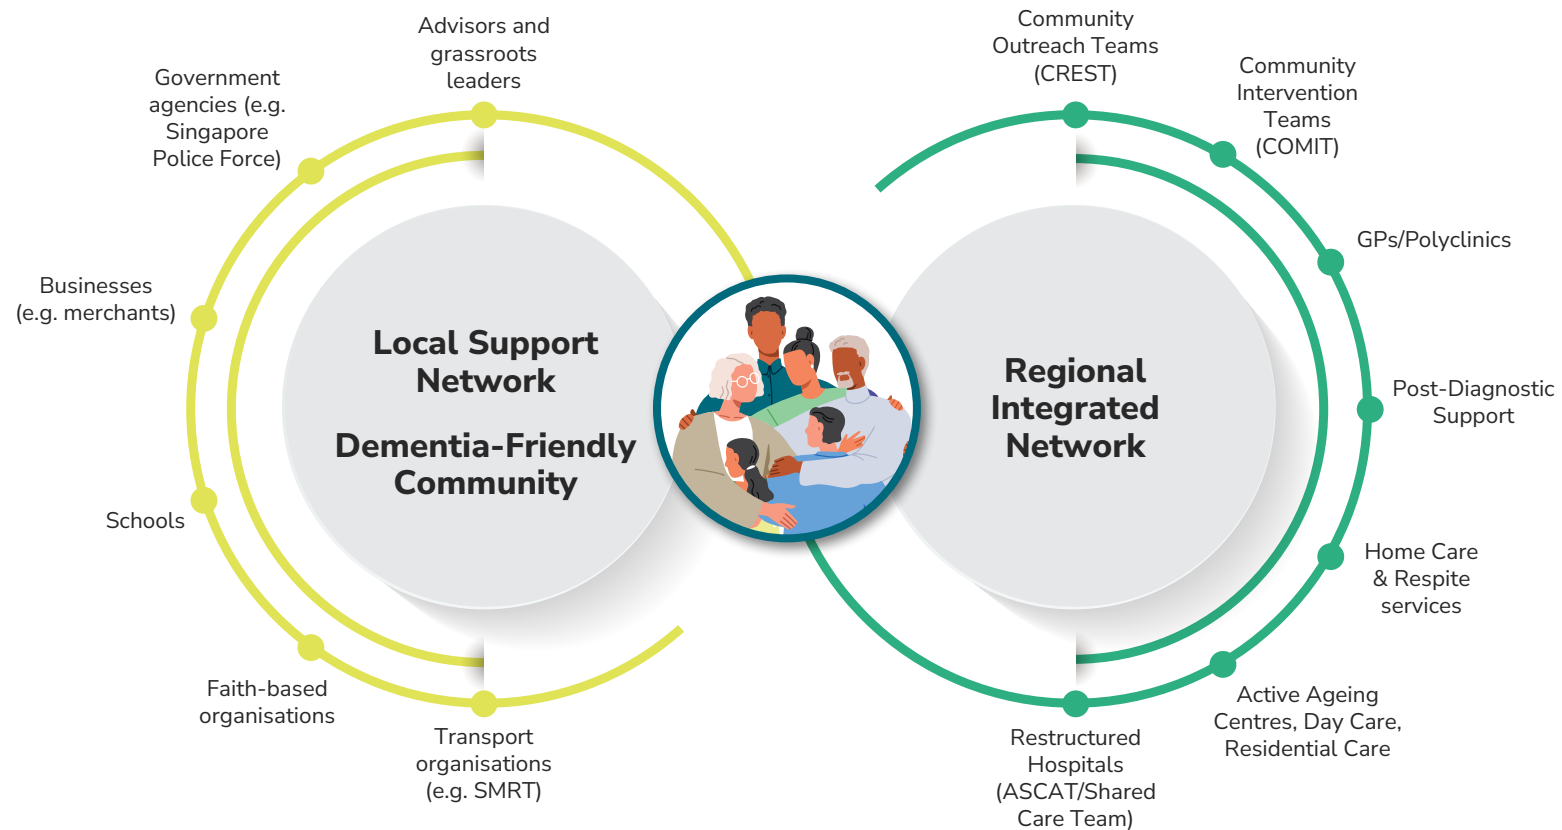 Advisors and
grassroots
leaders
Government
agencies (e.g.
Singapore
Police Force)
Businesses
(e.g. merchants)
Schools
Faith-based
organisations
Transport
organisations
(e.g. SMRT)
Local Support
Network
Dementia-Friendly
Community
Community
Outreach Teams
(CREST)
Community
Intervention
Teams
(COMIT)
GPs/Polyclinics
Post-Diagnostic
Support
Home Care
& Respite
services
Active Ageing
Centres, Day Care,
Residential Care
Restructured
Hospitals
(ASCAT/Shared
Care Team)
Regional
Integrated
Network